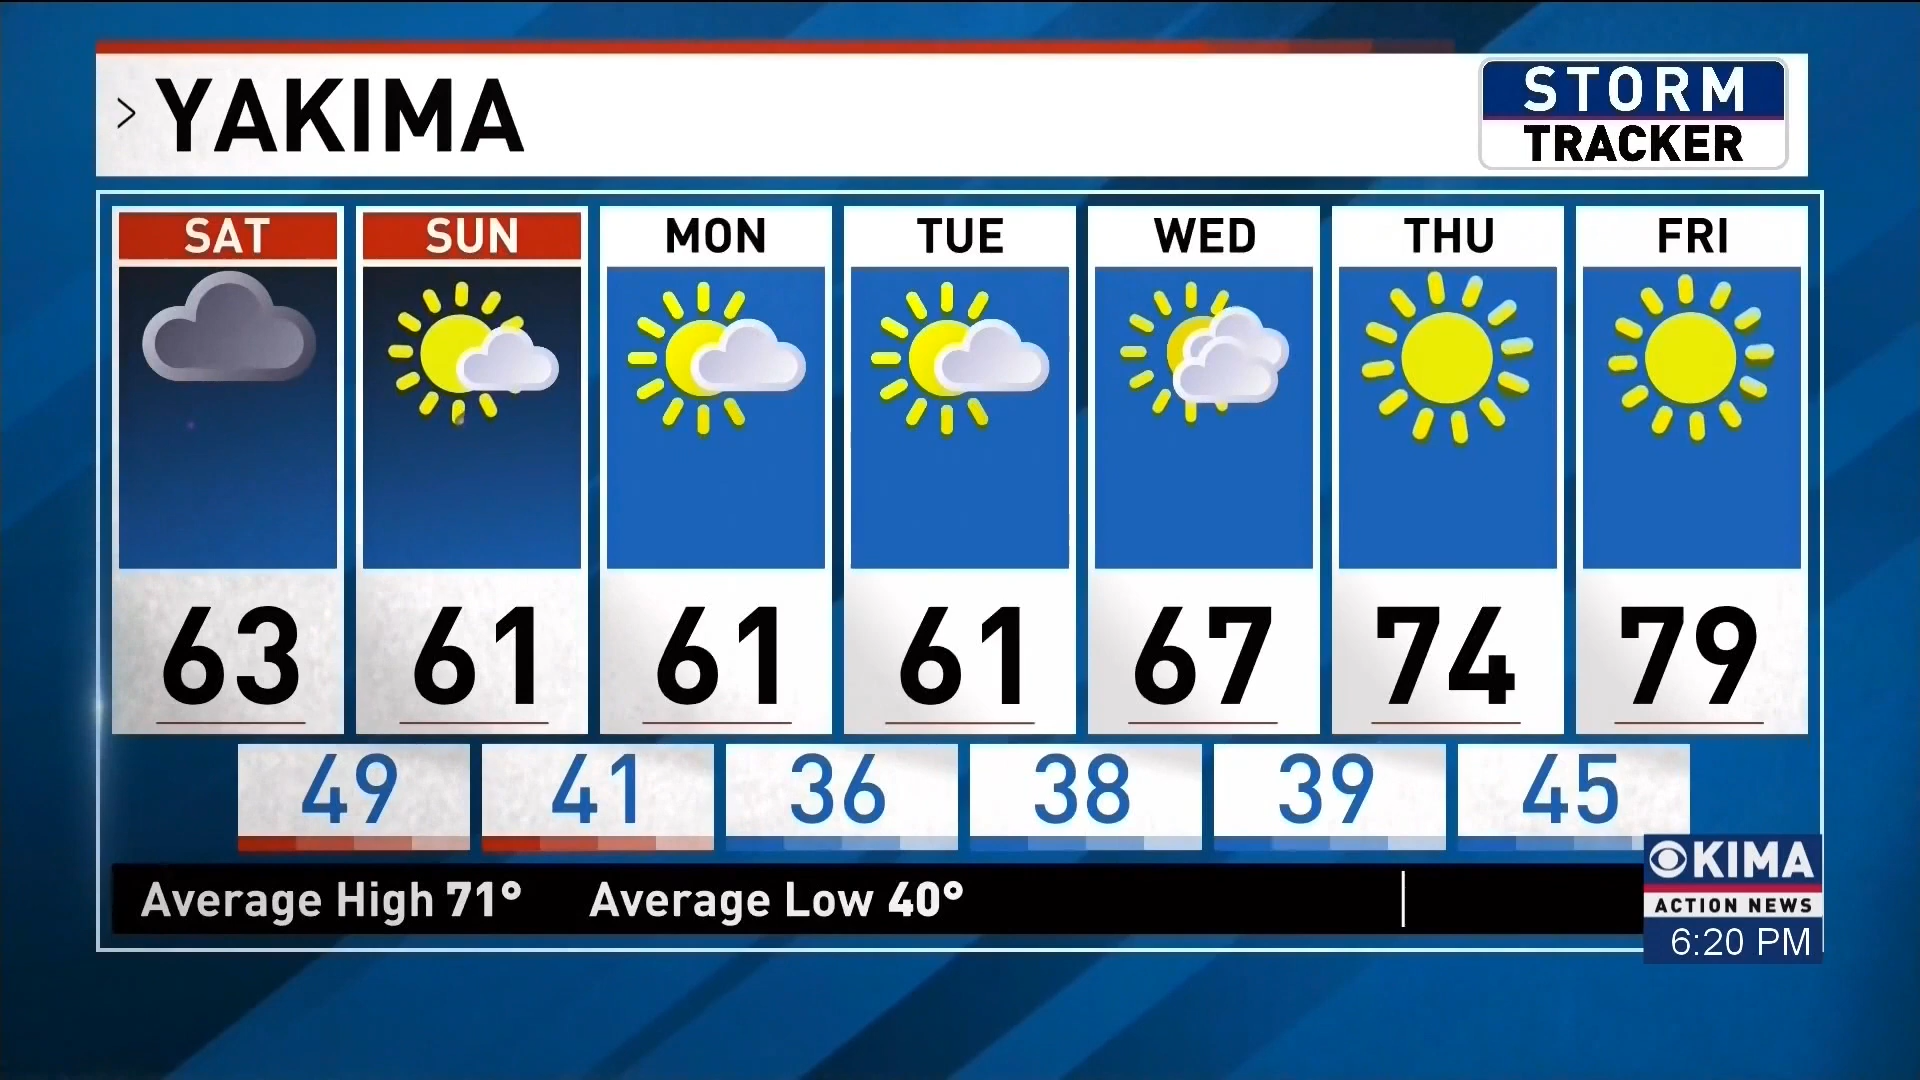 > YAKIMA
STORM
TRACKER
SAT SUN MON TUE WED THU FRI
63 61 61 61 67 74 79
49 41 36 38 39 45
Average High 71° Average Low 40°
KIMA
ACTION NEWS
6:20 PM